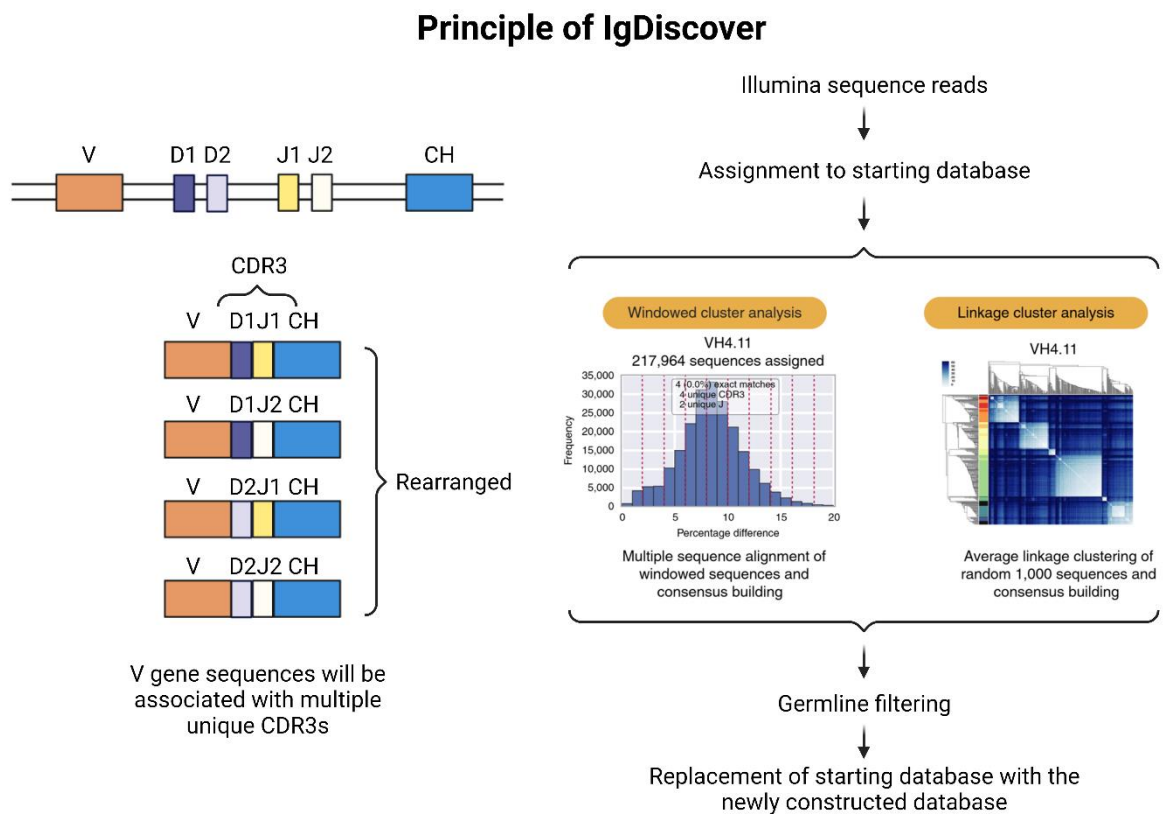 Principle of IgDiscover
V D1 D2 J1 J2 CH
CDR3
V D1J1 CH
V D1J2 CH
V D2J1 CH
V D2J2 CH
Rearranged
V gene sequences will be
associated with multiple
unique CDR3s
Illumina sequence reads
Assignment to starting database
Windowed cluster analysis
VH4.11
217,964 sequences assigned
4 (0.0%) exact matches
4 unique CDR3
2 unique J
Frequency
35,000
30,000
25,000
20,000
15,000
10,000
5,000
0
0 5 10 15 20
Percentage difference
Multiple sequence alignment of
windowed sequences and
consensus building
Linkage cluster analysis
VH4.11
Average linkage clustering of
random 1,000 sequences and
consensus building
Germline filtering
Replacement of starting database with the
newly constructed database